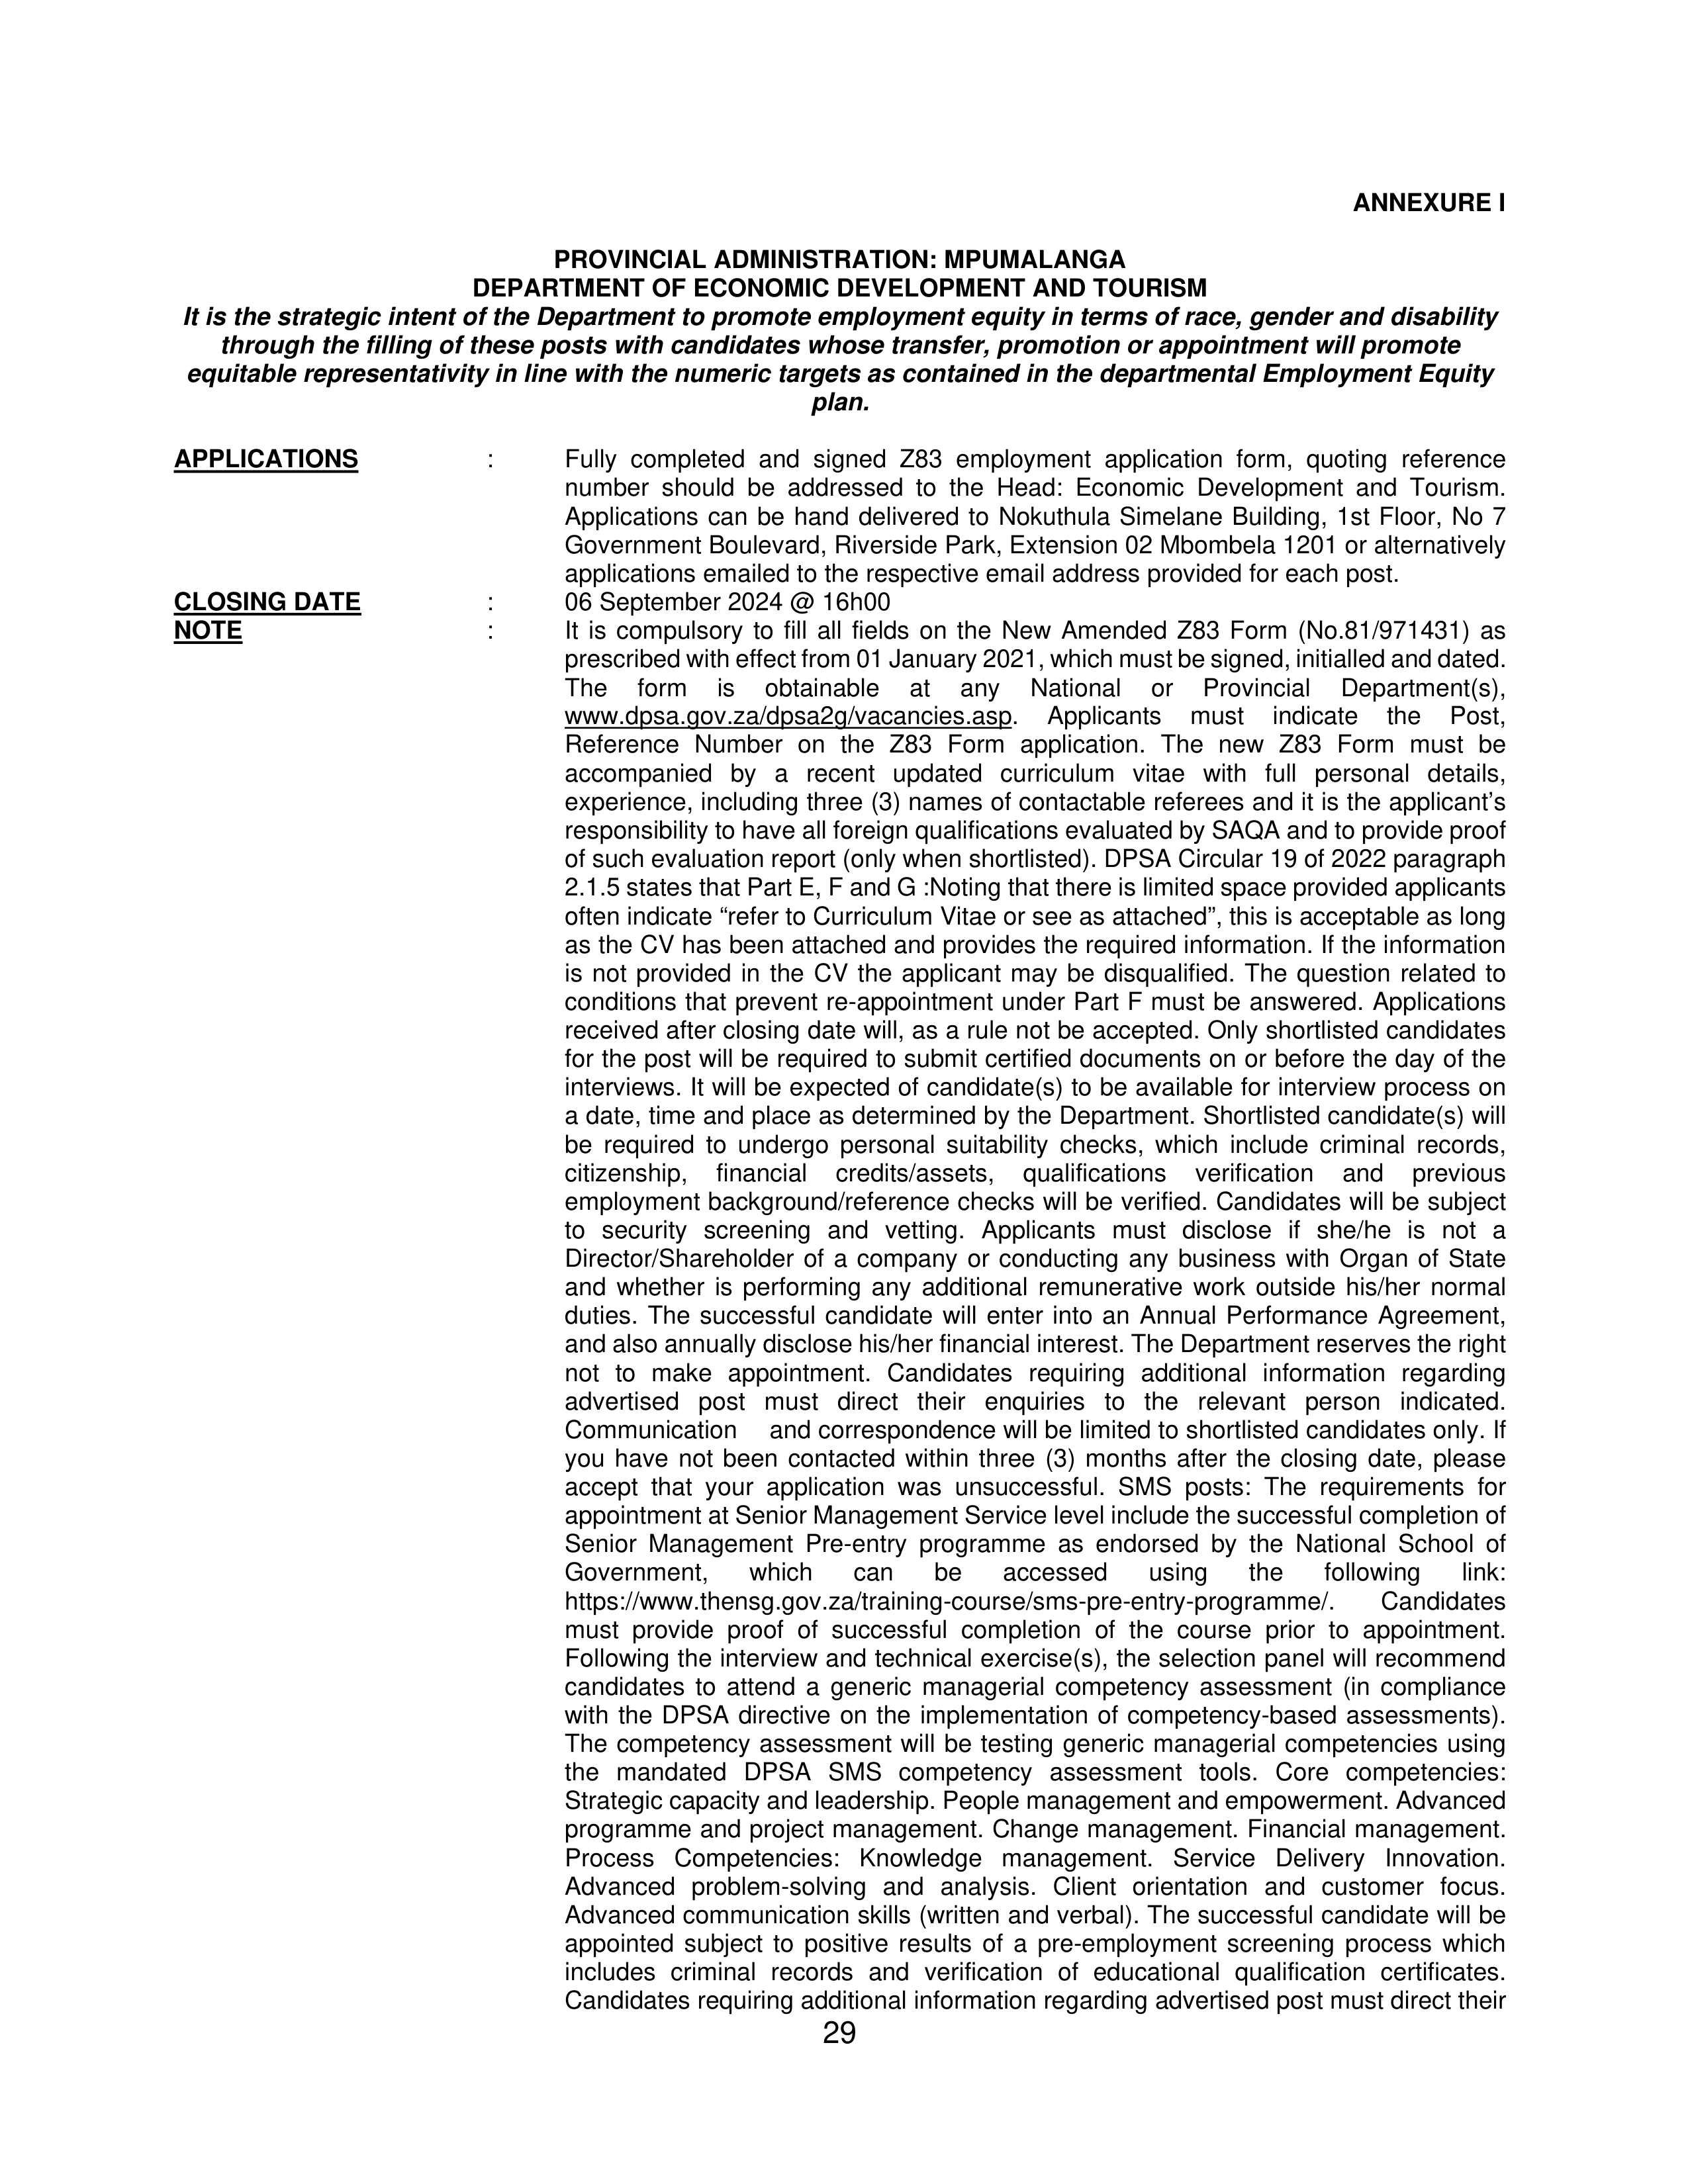 ANNEXURE I
PROVINCIAL ADMINISTRATION: MPUMALANGA
DEPARTMENT OF ECONOMIC DEVELOPMENT AND TOURISM
It is the strategic intent of the Department to promote employment equity in terms of race, gender and disability
through the filling of these posts with candidates whose transfer, promotion or appointment will promote
equitable representativity in line with the numeric targets as contained in the departmental Employment Equity
plan.
APPLICATIONS : Fully completed and signed Z83 employment application form, quoting reference
number should be addressed to the Head: Economic Development and Tourism.
Applications can be hand delivered to Nokuthula Simelane Building, 1st Floor, No 7
Government Boulevard, Riverside Park, Extension 02 Mbombela 1201 or alternatively
applications emailed to the respective email address provided for each post.
CLOSING DATE : 06 September 2024 @ 16h00
NOTE : It is compulsory to fill all fields on the New Amended Z83 Form (No.81/971431) as
prescribed with effect from 01 January 2021, which must be signed, initialled and dated.
The form is obtainable at any National or Provincial Department(s),
www.dpsa.gov.za/dpsa2g/vacancies.asp. Applicants must indicate the Post,
Reference Number on the Z83 Form application. The new Z83 Form must be
accompanied by a recent updated curriculum vitae with full personal details,
experience, including three (3) names of contactable referees and it is the applicant's
responsibility to have all foreign qualifications evaluated by SAQA and to provide proof
of such evaluation report (only when shortlisted). DPSA Circular 19 of 2022 paragraph
2.1.5 states that Part E, F and G :Noting that there is limited space provided applicants
often indicate “refer to Curriculum Vitae or see as attached”, this is acceptable as long
as the CV has been attached and provides the required information. If the information
is not provided in the CV the applicant may be disqualified. The question related to
conditions that prevent re-appointment under Part F must be answered. Applications
received after closing date will, as a rule not be accepted. Only shortlisted candidates
for the post will be required to submit certified documents on or before the day of the
interviews. It will be expected of candidate(s) to be available for interview process on
a date, time and place as determined by the Department. Shortlisted candidate(s) will
be required to undergo personal suitability checks, which include criminal records,
citizenship, financial credits/assets, qualifications verification and previous
employment background/reference checks will be verified. Candidates will be subject
to security screening and vetting. Applicants must disclose if she/he is not a
Director/Shareholder of a company or conducting any business with Organ of State
and whether is performing any additional remunerative work outside his/her normal
duties. The successful candidate will enter into an Annual Performance Agreement,
and also annually disclose his/her financial interest. The Department reserves the right
not to make appointment. Candidates requiring additional information regarding
advertised post must direct their enquiries to the relevant person indicated.
Communication and correspondence will be limited to shortlisted candidates only. If
you have not been contacted within three (3) months after the closing date, please
accept that your application was unsuccessful. SMS posts: The requirements for
appointment at Senior Management Service level include the successful completion of
Senior Management Pre-entry programme as endorsed by the National School of
Government, which can be accessed using the following link:
https://www.thensg.gov.za/training-course/sms-pre-entry-programme/. Candidates
must provide proof of successful completion of the course prior to appointment.
Following the interview and technical exercise(s), the selection panel will recommend
candidates to attend a generic managerial competency assessment (in compliance
with the DPSA directive on the implementation of competency-based assessments).
The competency assessment will be testing generic managerial competencies using
the mandated DPSA SMS competency assessment tools. Core competencies:
Strategic capacity and leadership. People management and empowerment. Advanced
programme and project management. Change management. Financial management.
Process Competencies: Knowledge management. Service Delivery Innovation.
Advanced problem-solving and analysis. Client orientation and customer focus.
Advanced communication skills (written and verbal). The successful candidate will be
appointed subject to positive results of a pre-employment screening process which
includes criminal records and verification of educational qualification certificates.
Candidates requiring additional information regarding advertised post must direct their
29